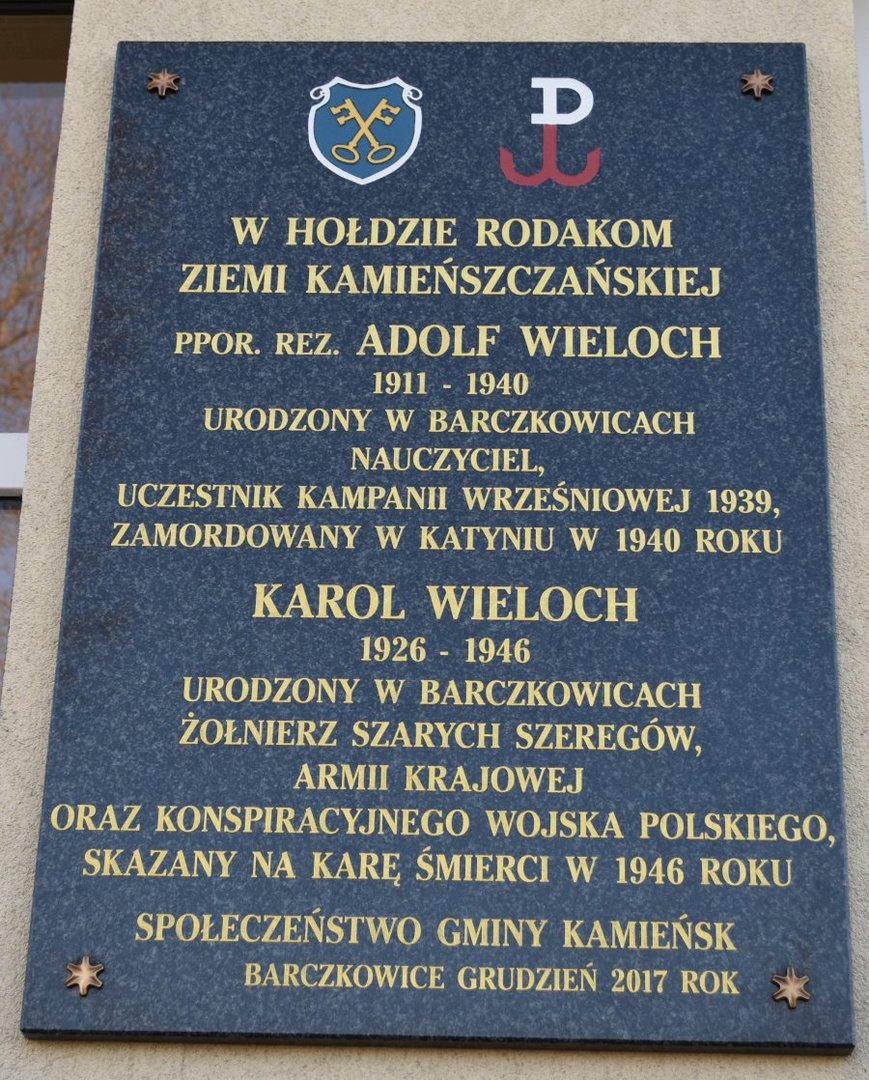 W HOŁDZIE RODAKOM
ZIEMI KAMIEŃSZCZAŃSKIEJ
PPOR. REZ. ADOLF WIELOCH
1911 - 1940
URODZONY W BARCZKOWICACH
NAUCZYCIEL,
UCZESTNIK KAMPANII WRZEŚNIOWEJ 1939,
ZAMORDOWANY W KATYNIU W 1940 ROKU
KAROL WIELOCH
1926 - 1946
URODZONY W BARCZKOWICACH
ŻOŁNIERZ SZARYCH SZEREGÓW,
ARMII KRAJOWEJ
ORAZ KONSPIRACYJNEGO WOJSKA POLSKIEGO,
SKAZANY NA KARĘ ŚMIERCI W 1946 ROKU
SPOŁECZEŃSTWO GMINY KAMIEŃSK
BARCZKOWICE GRUDZIEŃ 2017 ROK